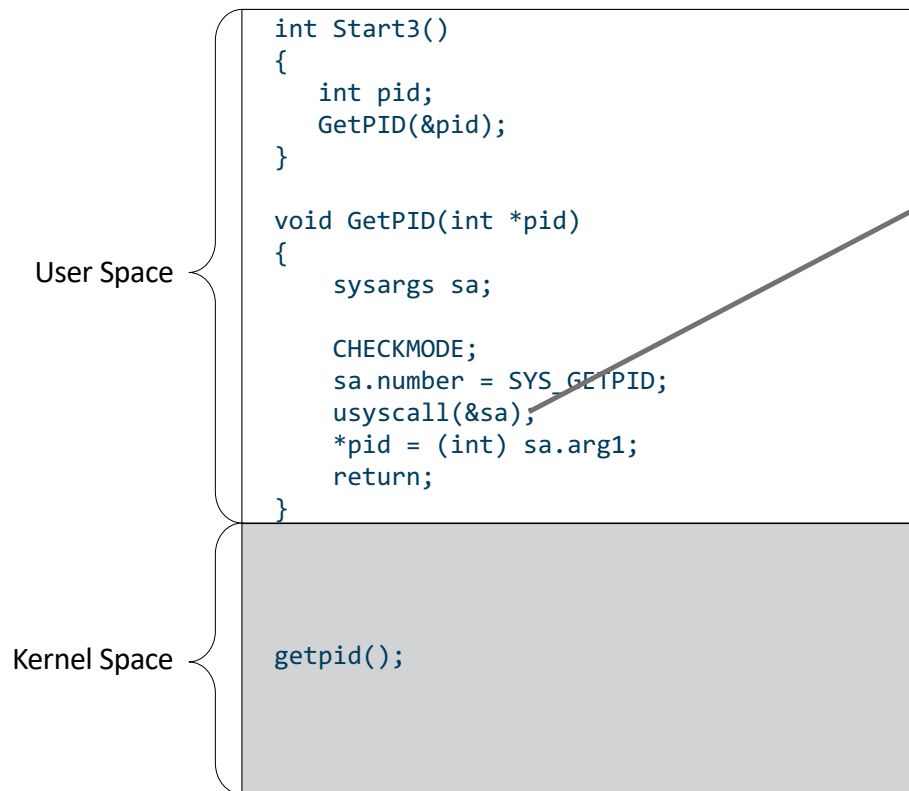 int Start3()
{
int pid;
GetPID(&pid);
}
void GetPID(int *pid)
{
User Space
sysargs sa;
CHECKMODE;
sa.number = SYS_GETPID;
usyscall(&sa);
*pid = (int) sa.arg1;
return;
}
Kernel Space
getpid();